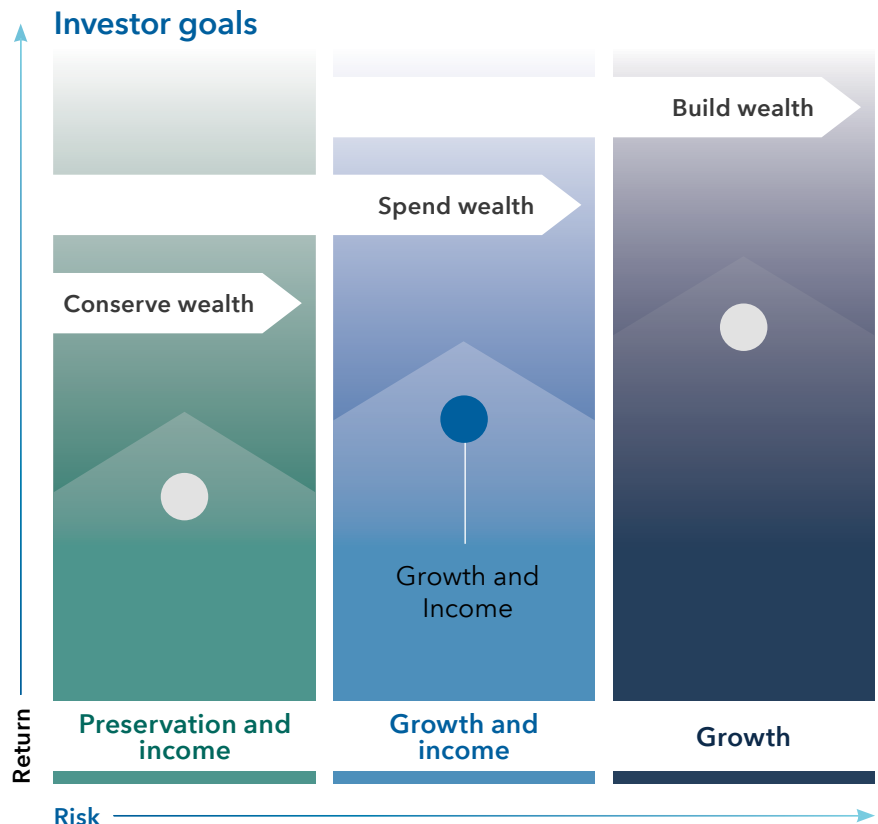 Investor goals
Build wealth
Spend wealth
Conserve wealth
Growth and
Income
Return
Preservation and
income
Growth and
income
Growth
Risk